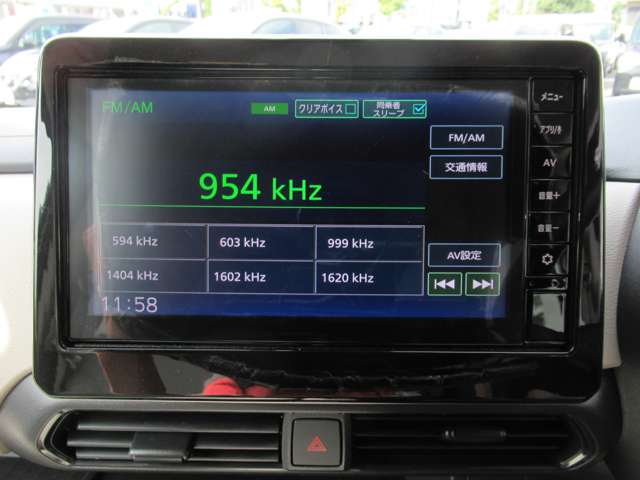 FM/AM
AM
クリアボイス
同乗者
スリープ
FM/AM
交通情報
954 kHz
594 kHz 603 kHz 999 kHz
1404 kHz 1602 kHz 1620 kHz
AV設定
11:58
メニュー
アプリ/ネ
AV
音量+
音量-